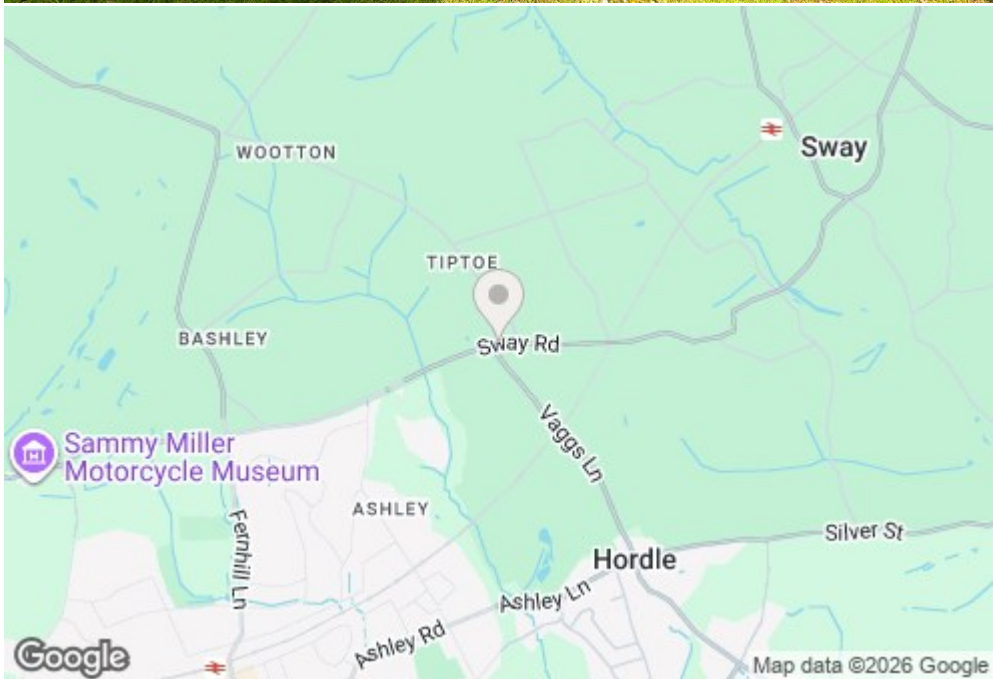 Sway
WOOTTON
TIPTOE
BASHLEY
Sway Rd
Vaggs Ln
Sammy Miller
Motorcycle Museum
ASHLEY
Fernhill Ln
Silver St
Hordle
Ashley Ln
Ashley Rd
Google
Map data ©2026 Google